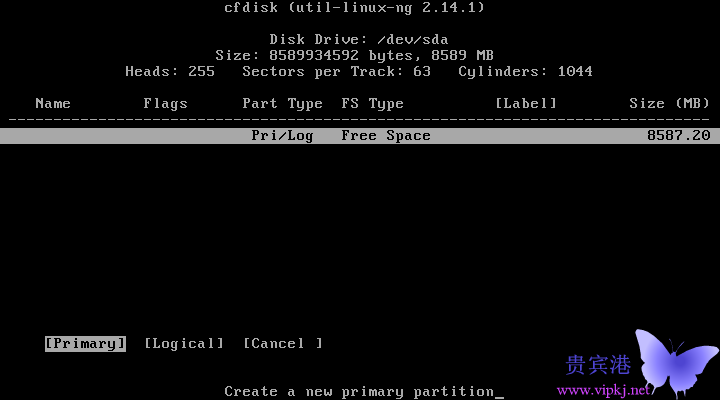 cfdisk (util-linux-ng 2.14.1)
Disk Drive: /dev/sda
Size: 8589934592 bytes, 8589 MB
Heads: 255   Sectors per Track: 63   Cylinders: 1044
Name   Flags   Part Type   FS Type   [Label]   Size (MB)
------------------------------------------------------------------------------
Pri/Log   Free Space   8587.20
[Primary]   [Logical]   [Cancel ]
贵宾港
www.vipkj.net
Create a new primary partition_